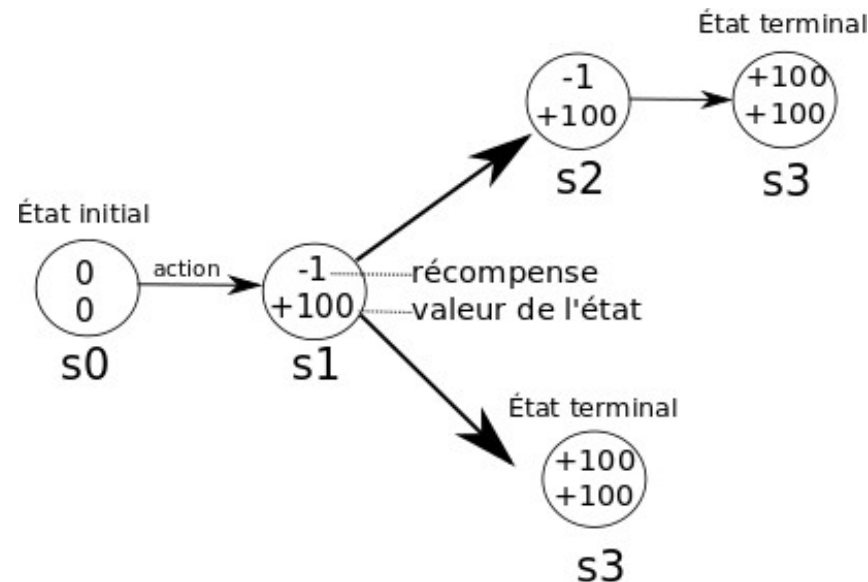 État terminal
-1
+100
s2
+100
+100
s3
État initial
0
0
s0
action
-1
+100
s1
récompense
valeur de l'état
État terminal
+100
+100
s3